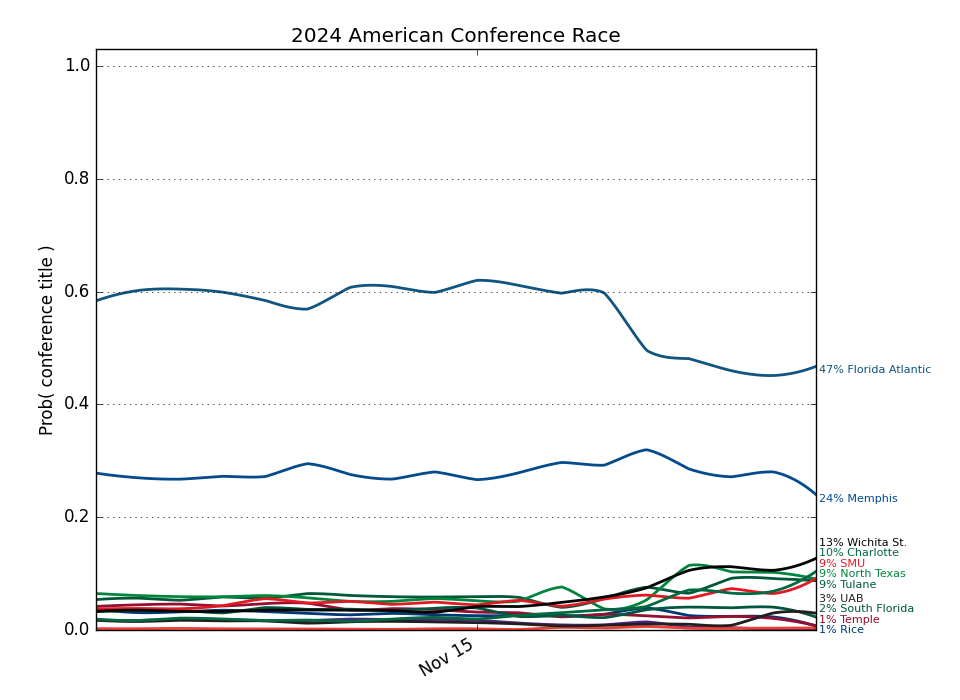 2024 American Conference Race
1.0
0.8
0.6
0.4
0.2
0.0
Prob( conference title )
Nov 15
47% Florida Atlantic
24% Memphis
13% Wichita St.
10% Charlotte
9% SMU
9% North Texas
9% Tulane
3% UAB
2% South Florida
1% Temple
1% Rice